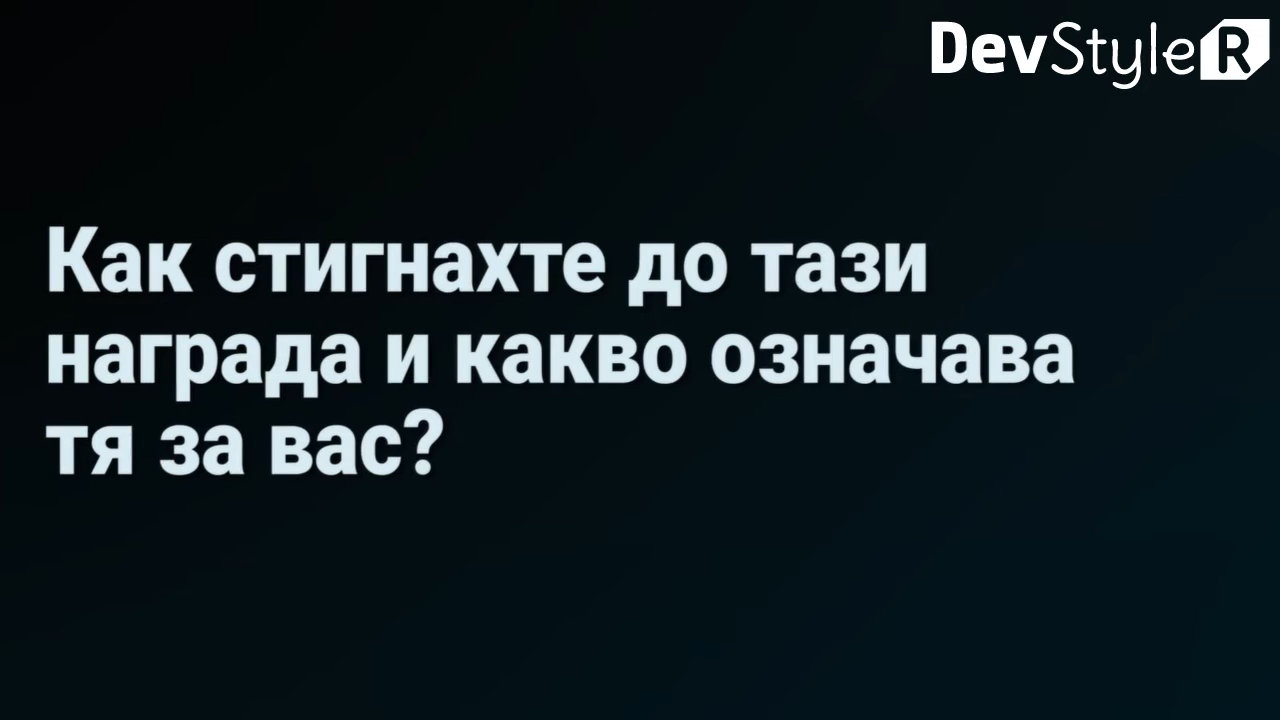 DevStyleR
Как стигнахте до тази
награда и какво означава
тя за вас?